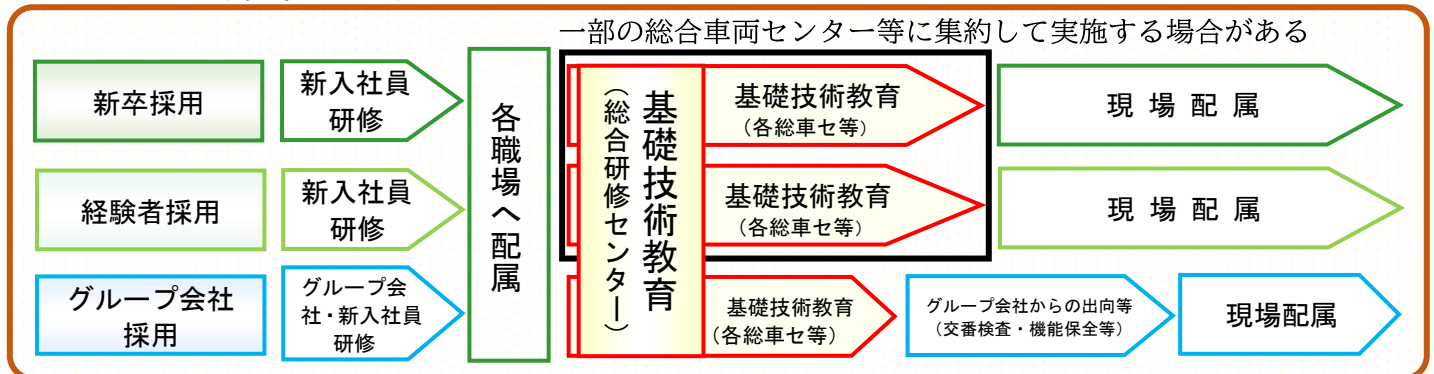 一部の総合車両センター等に集約して実施する場合がある
新卒採用
新入社員
研修
各職場へ配属
基礎技術教育
（総合研修センター）
基礎技術教育
（各総車セ等）
現場配属
経験者採用
新入社員
研修
基礎技術教育
（各総車セ等）
現場配属
グループ会社
採用
グループ会
社・新入社員
研修
基礎技術教育
（各総車セ等）
グループ会社からの出向等
（交番検査・機能保全等）
現場配属